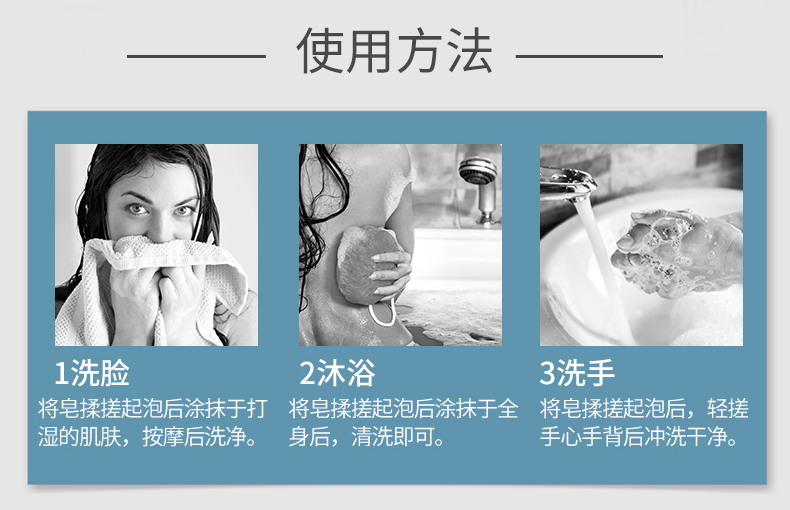 使用方法
1洗脸
将皂揉搓起泡后涂抹于打
湿的肌肤，按摩后洗净。
2沐浴
将皂揉搓起泡后涂抹于全
身后，清洗即可。
3洗手
将皂揉搓起泡后，轻搓
手心手背后冲洗干净。